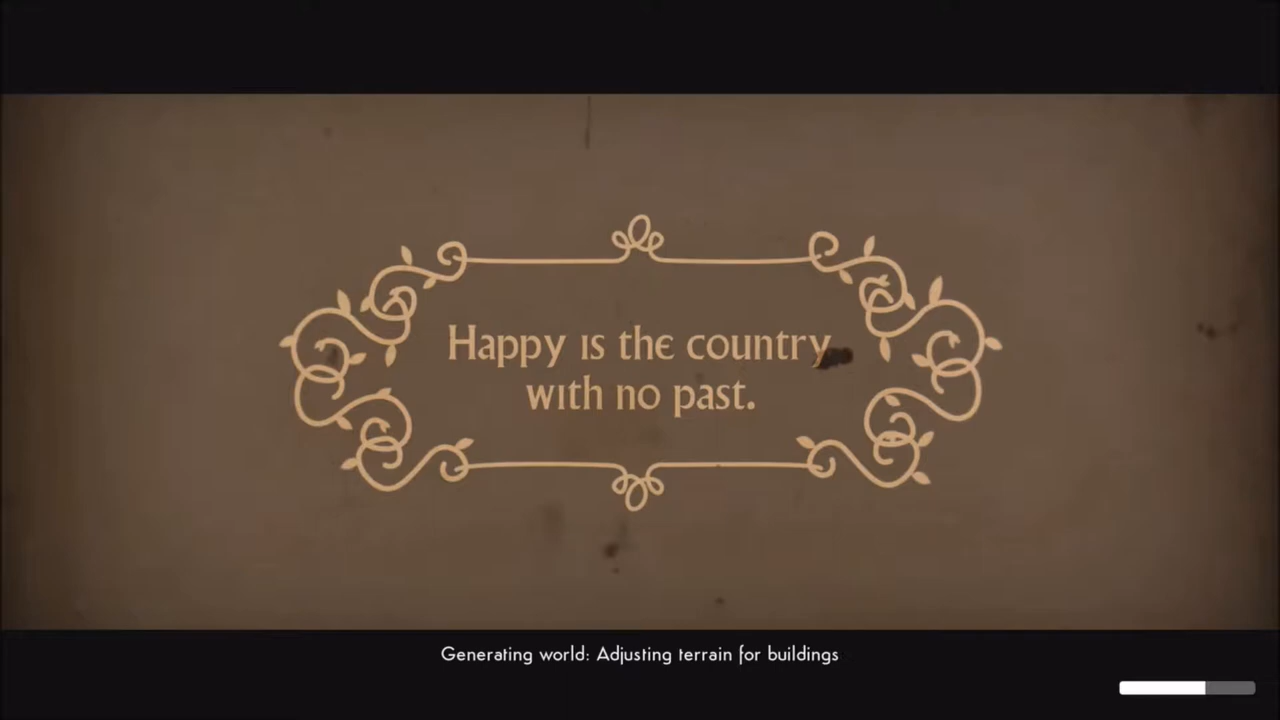 Happy is the country
with no past.
Generating world: Adjusting terrain for buildings